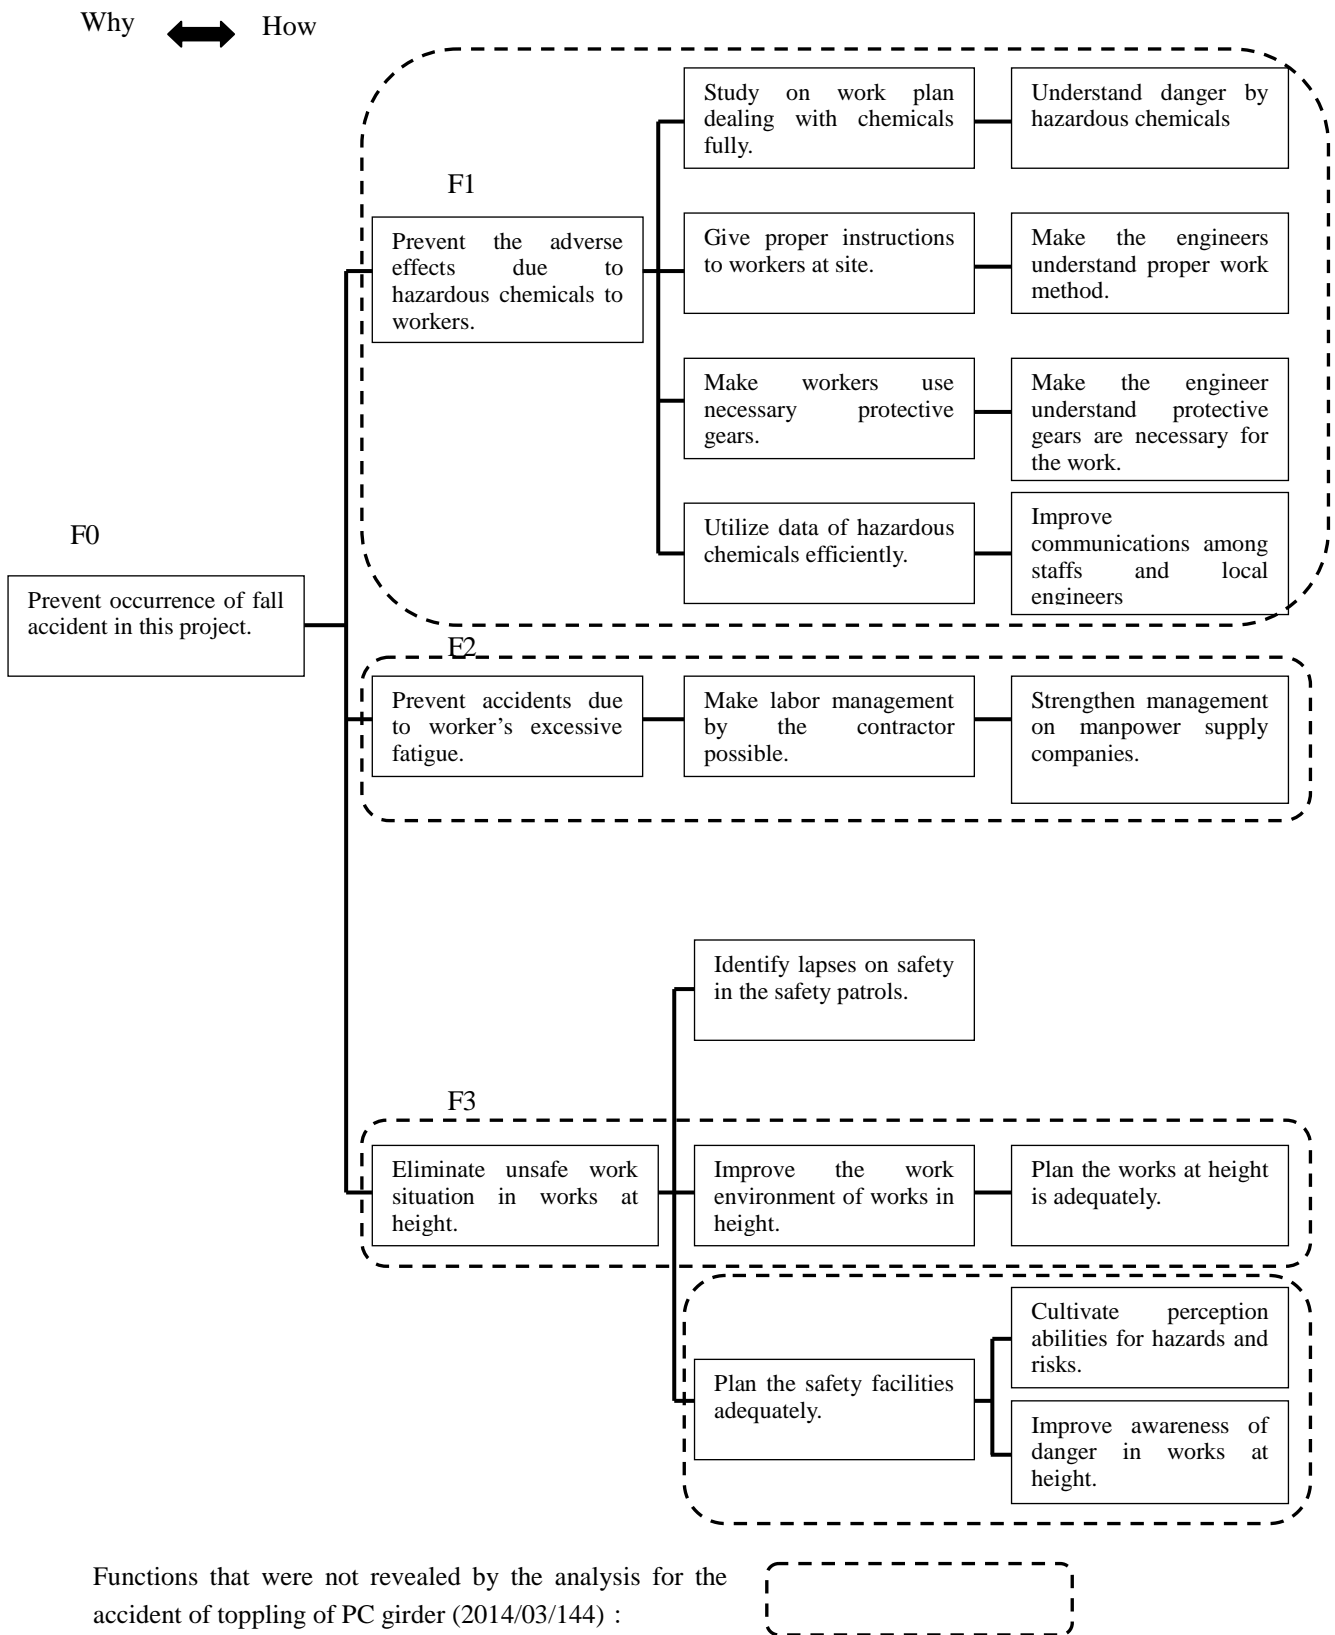 Why
How
Study on work plan
dealing with chemicals
fully.
Understand danger by
hazardous chemicals
F1
Prevent the adverse
effects due to
hazardous chemicals to
workers.
Give proper instructions
to workers at site.
Make the engineers
understand proper work
method.
Make workers use
necessary protective
gears.
Make the engineer
understand protective
gears are necessary for
the work.
Utilize data of hazardous
chemicals efficiently.
Improve
communications among
staffs and local
engineers
F0
Prevent occurrence of fall
accident in this project.
F2
Prevent accidents due
to worker’s excessive
fatigue.
Make labor management
by the contractor
possible.
Strengthen management
on manpower supply
companies.
Identify lapses on safety
in the safety patrols.
F3
Eliminate unsafe work
situation in works at
height.
Improve the work
environment of works in
height.
Plan the works at height
is adequately.
Plan the safety facilities
adequately.
Cultivate perception
abilities for hazards and
risks.
Improve awareness of
danger in works at
height.
Functions that were not revealed by the analysis for the
accident of toppling of PC girder (2014/03/144) :